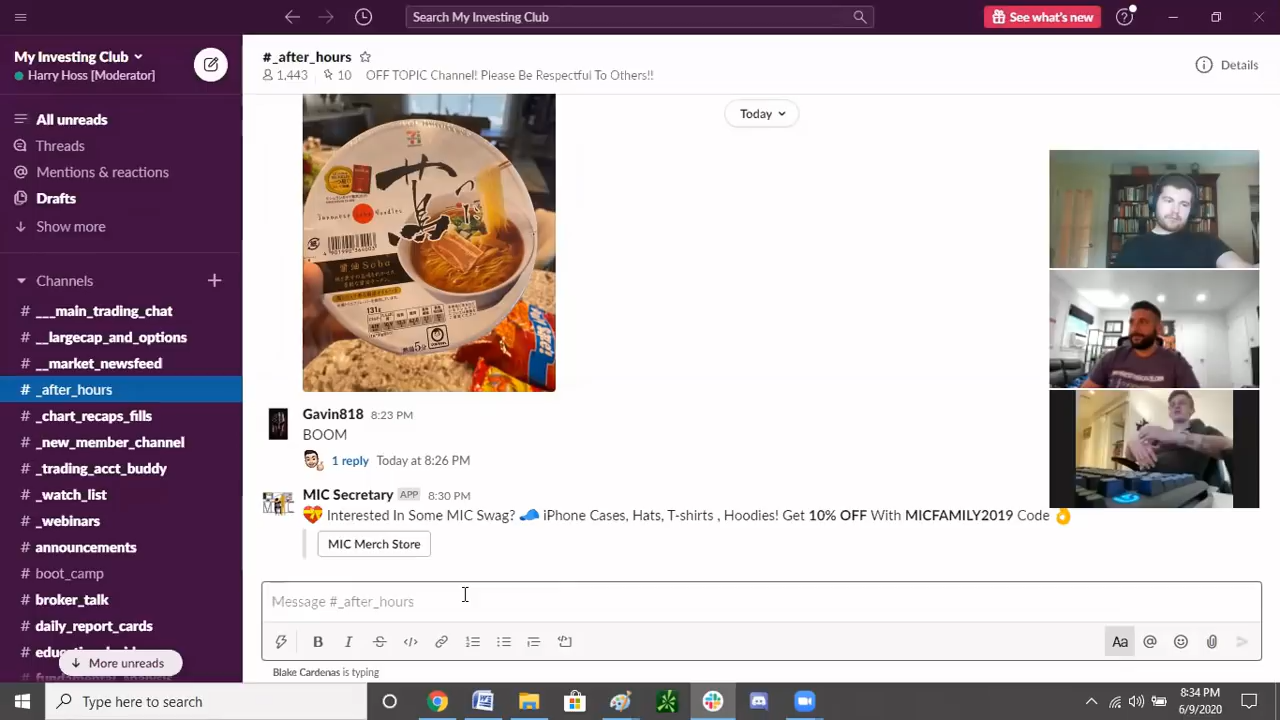 Search My Investing Club
See what's new
My Investing Club
Harry Hoss [Moderator]
#_after_hours
1,443
10
OFF TOPIC Channel! Please Be Respectful To Others!!
Details
All unreads
Threads
Mentions & reactions
Drafts
Show more
Channels
# ___main_trading_chat
# __largecap_and_options
# __market_newsfeed
# _after_hours
# _chart_recaps_fills
# _new_member_channel
# _trading_acct_buddy
# _watch_list
# _webinars
# announcements
# boot_camp
# broker_talk
# daily_report_cards
More unreads
Today
醤油 Soba
131g
Gavin818 8:23 PM
BOOM
1 reply Today at 8:26 PM
MIC Secretary APP 8:30 PM
Interested In Some MIC Swag? iPhone Cases, Hats, T-shirts , Hoodies! Get 10% OFF With MICFAMILY2019 Code
MIC Merch Store
Message #_after_hours
Aa
Blake Cardenas is typing
Type here to search
8:34 PM
6/9/2020